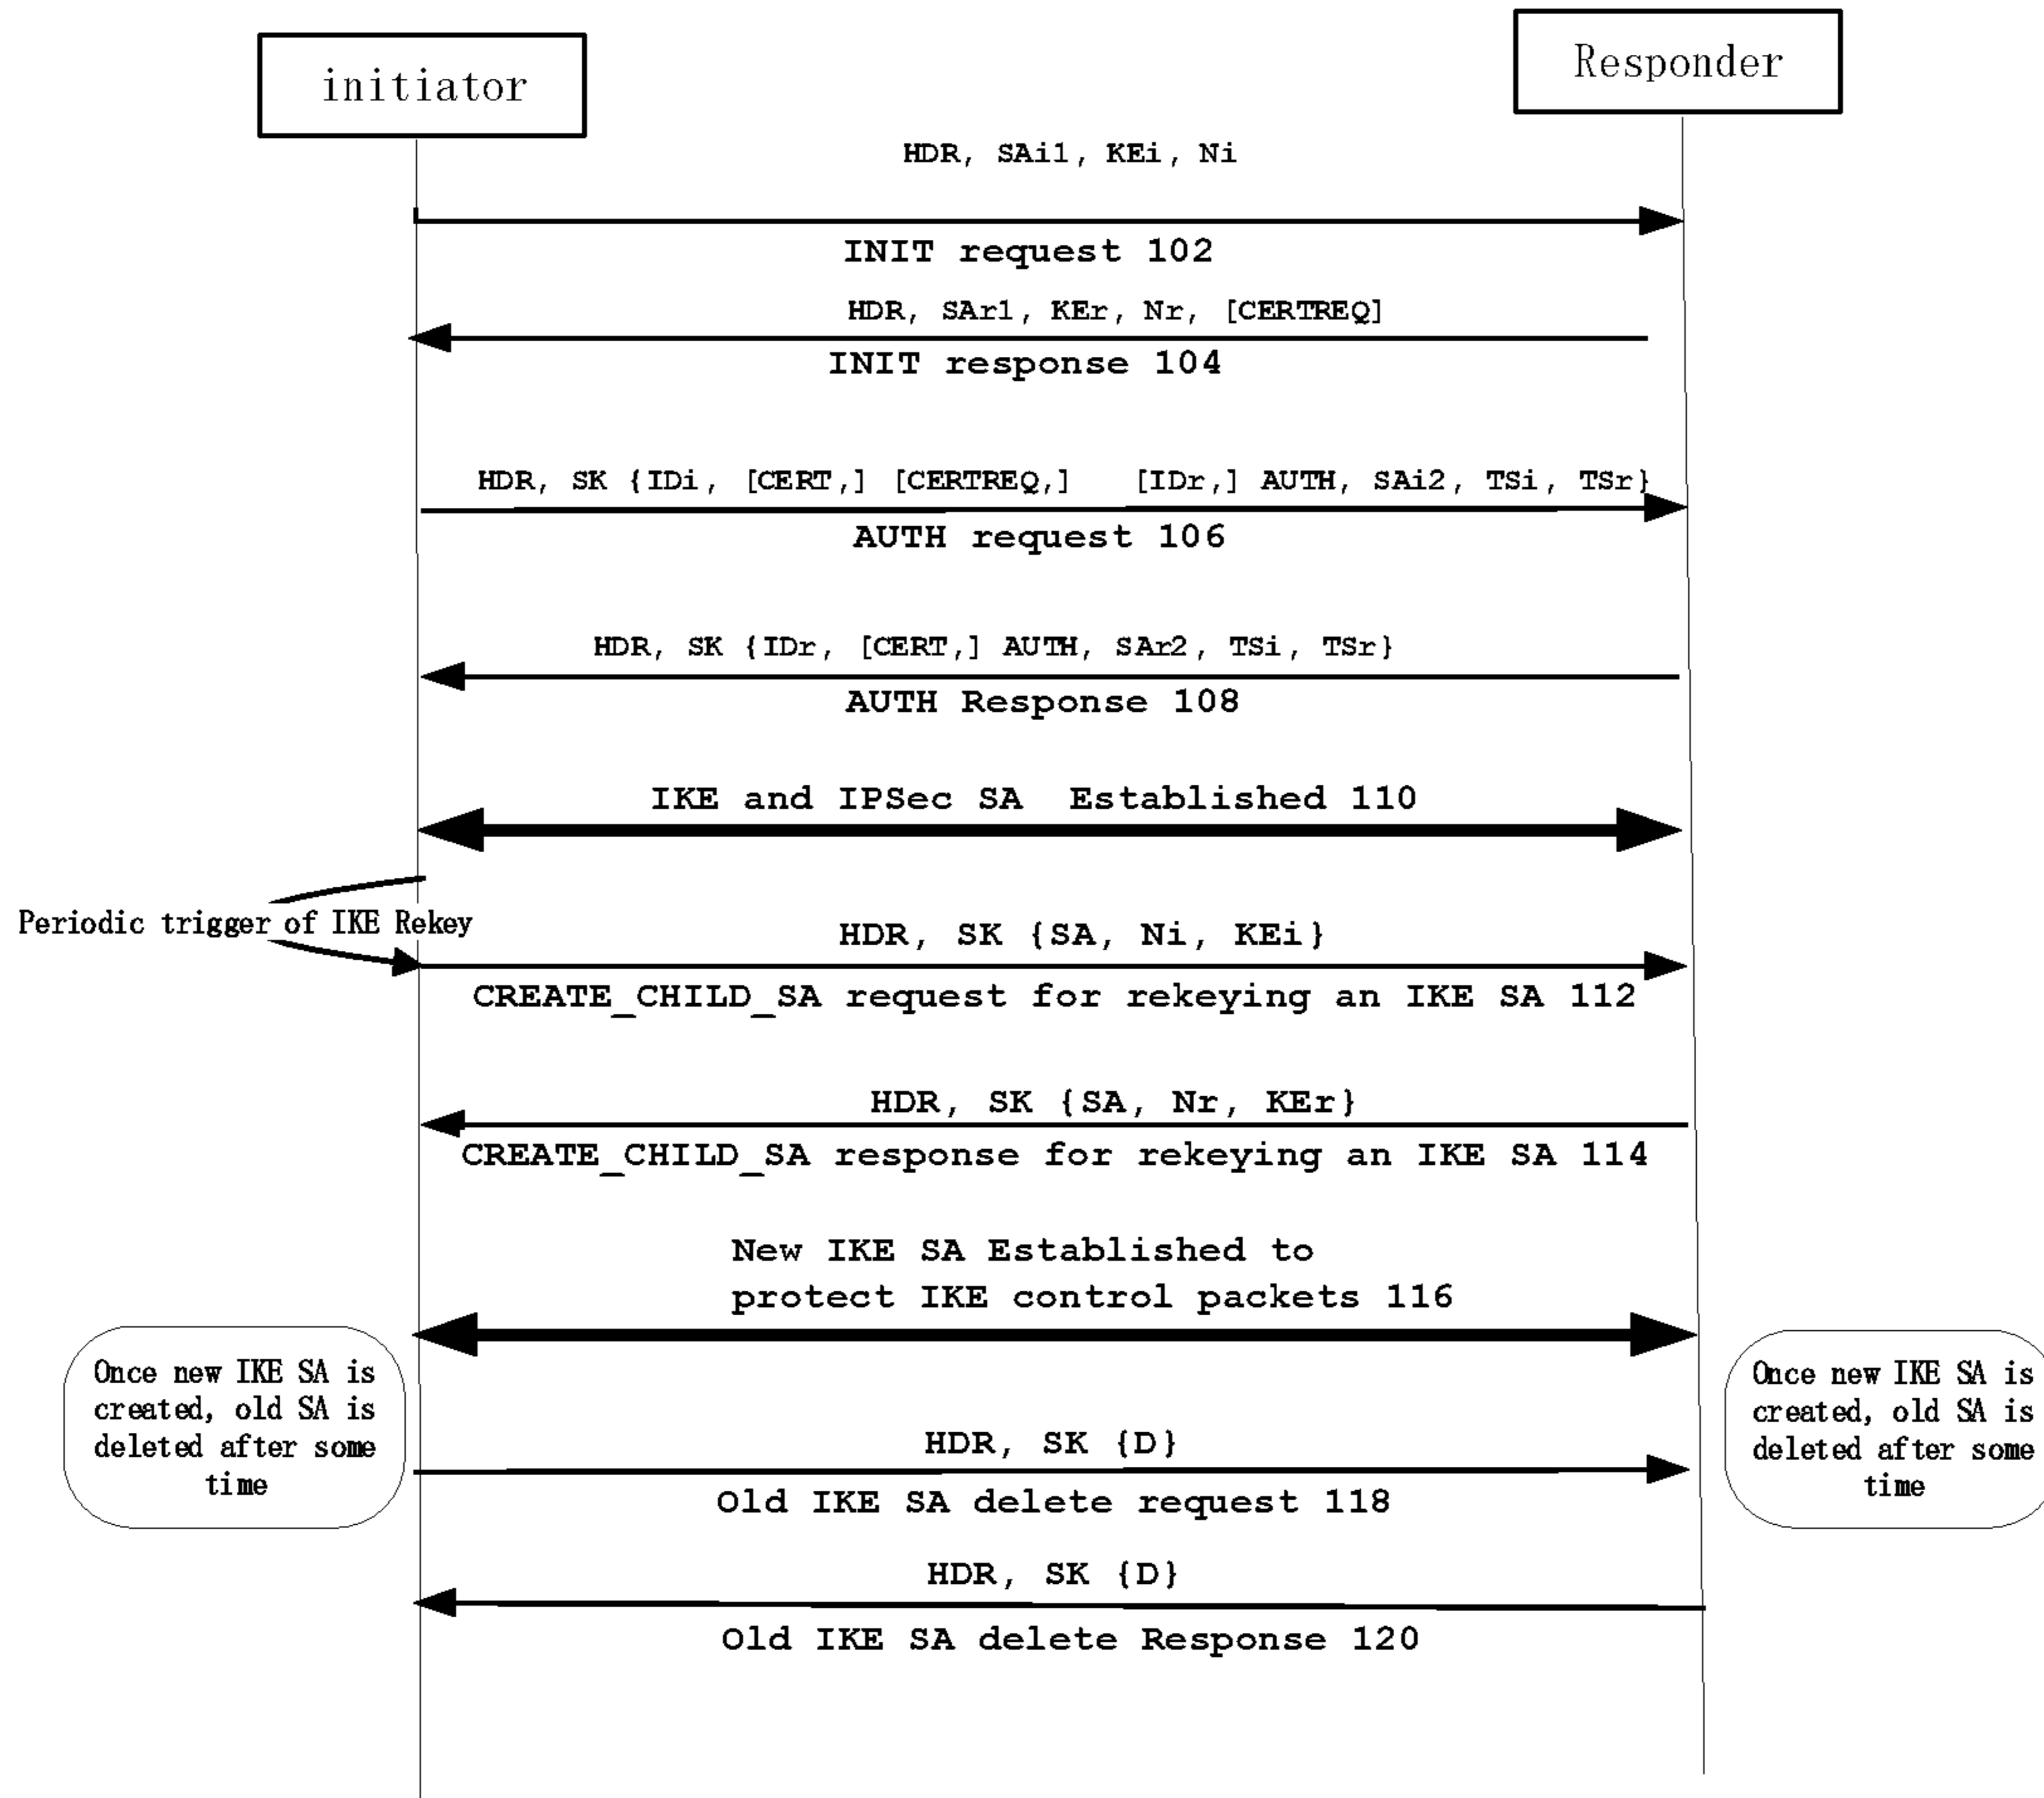 initiator
Responder
HDR, SAi1, KEi, Ni
INIT request 102
HDR, SAr1, KEr, Nr, [CERTREQ]
INIT response 104
HDR, SK {IDi, [CERT,] [CERTREQ,] [IDr,] AUTH, SAi2, TSi, TSr}
AUTH request 106
HDR, SK {IDr, [CERT,] AUTH, SAr2, TSi, TSr}
AUTH Response 108
IKE and IPSec SA Established 110
Periodic trigger of IKE Rekey
HDR, SK {SA, Ni, KEi}
CREATE_CHILD_SA request for rekeying an IKE SA 112
HDR, SK {SA, Nr, KEr}
CREATE_CHILD_SA response for rekeying an IKE SA 114
New IKE SA Established to
protect IKE control packets 116
Once new IKE SA is
created, old SA is
deleted after some
time
Once new IKE SA is
created, old SA is
deleted after some
time
HDR, SK {D}
Old IKE SA delete request 118
HDR, SK {D}
Old IKE SA delete Response 120